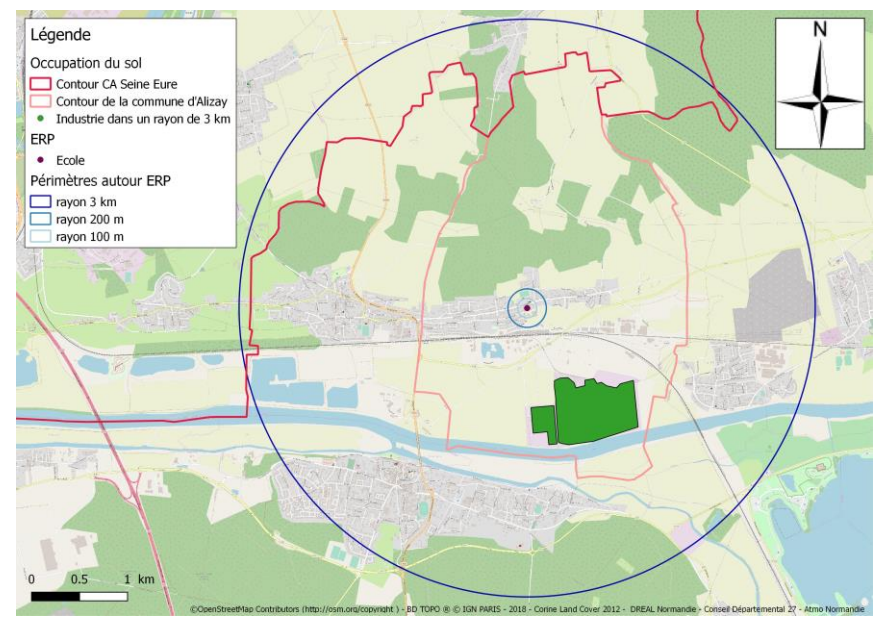 Légende
Occupation du sol
Contour CA Seine Eure
Contour de la commune d'Alizay
Industrie dans un rayon de 3 km
ERP
Ecole
Périmètres autour ERP
rayon 3 km
rayon 200 m
rayon 100 m
N
0 0.5 1 km
©OpenStreetMap Contributors (http://osm.org/copyright ) - BD TOPO ® © IGN PARIS - 2018 - Corine Land Cover 2012 - DREAL Normandie - Conseil Départemental 27 - Atmo Normandie